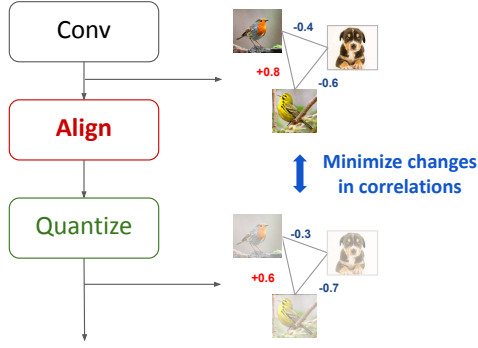 Conv
-0.4
+0.8
-0.6
Align
Minimize changes
in correlations
Quantize
-0.3
+0.6
-0.7